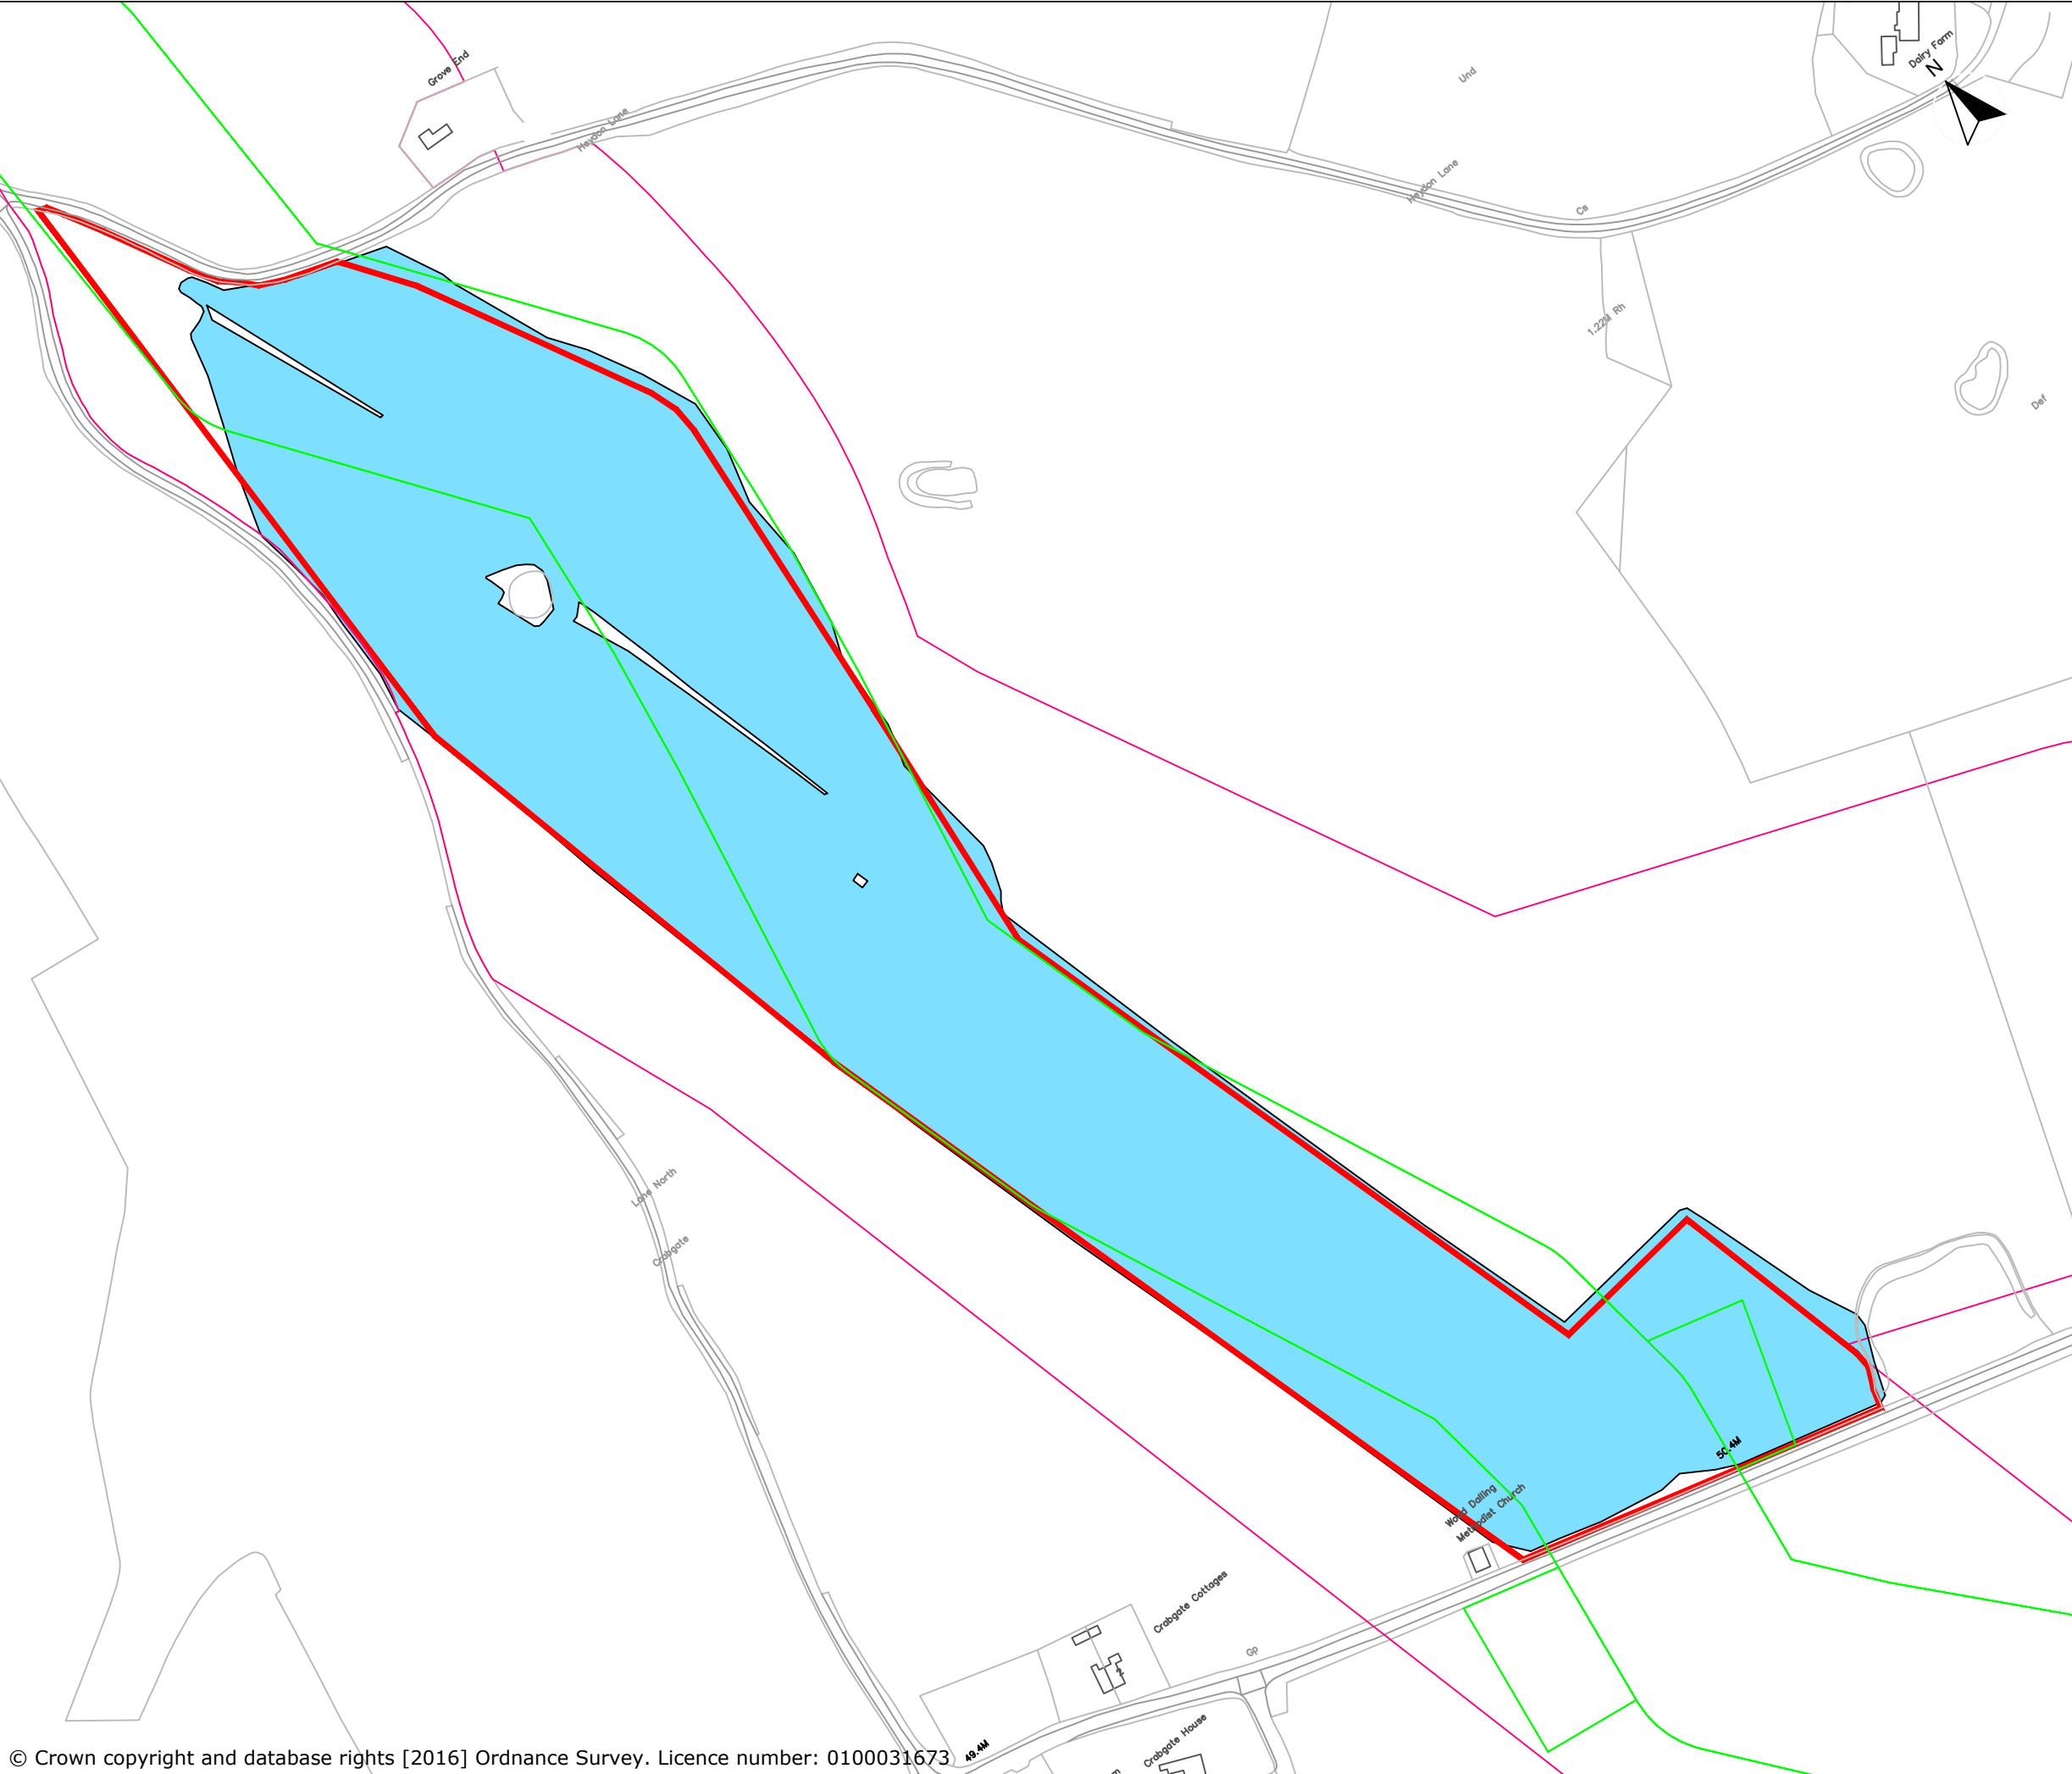 Grove End
Heydon Lane
Und
Dairy Farm
N
Heydon Lane
Cs
1.22M Rh
Def
Lane North
Crabgate
50.4M
Wood Dalling
Methodist Church
Crabgate Cottages
2
Gp
Crabgate House
49.4M
© Crown copyright and database rights [2016] Ordnance Survey. Licence number: 0100031673